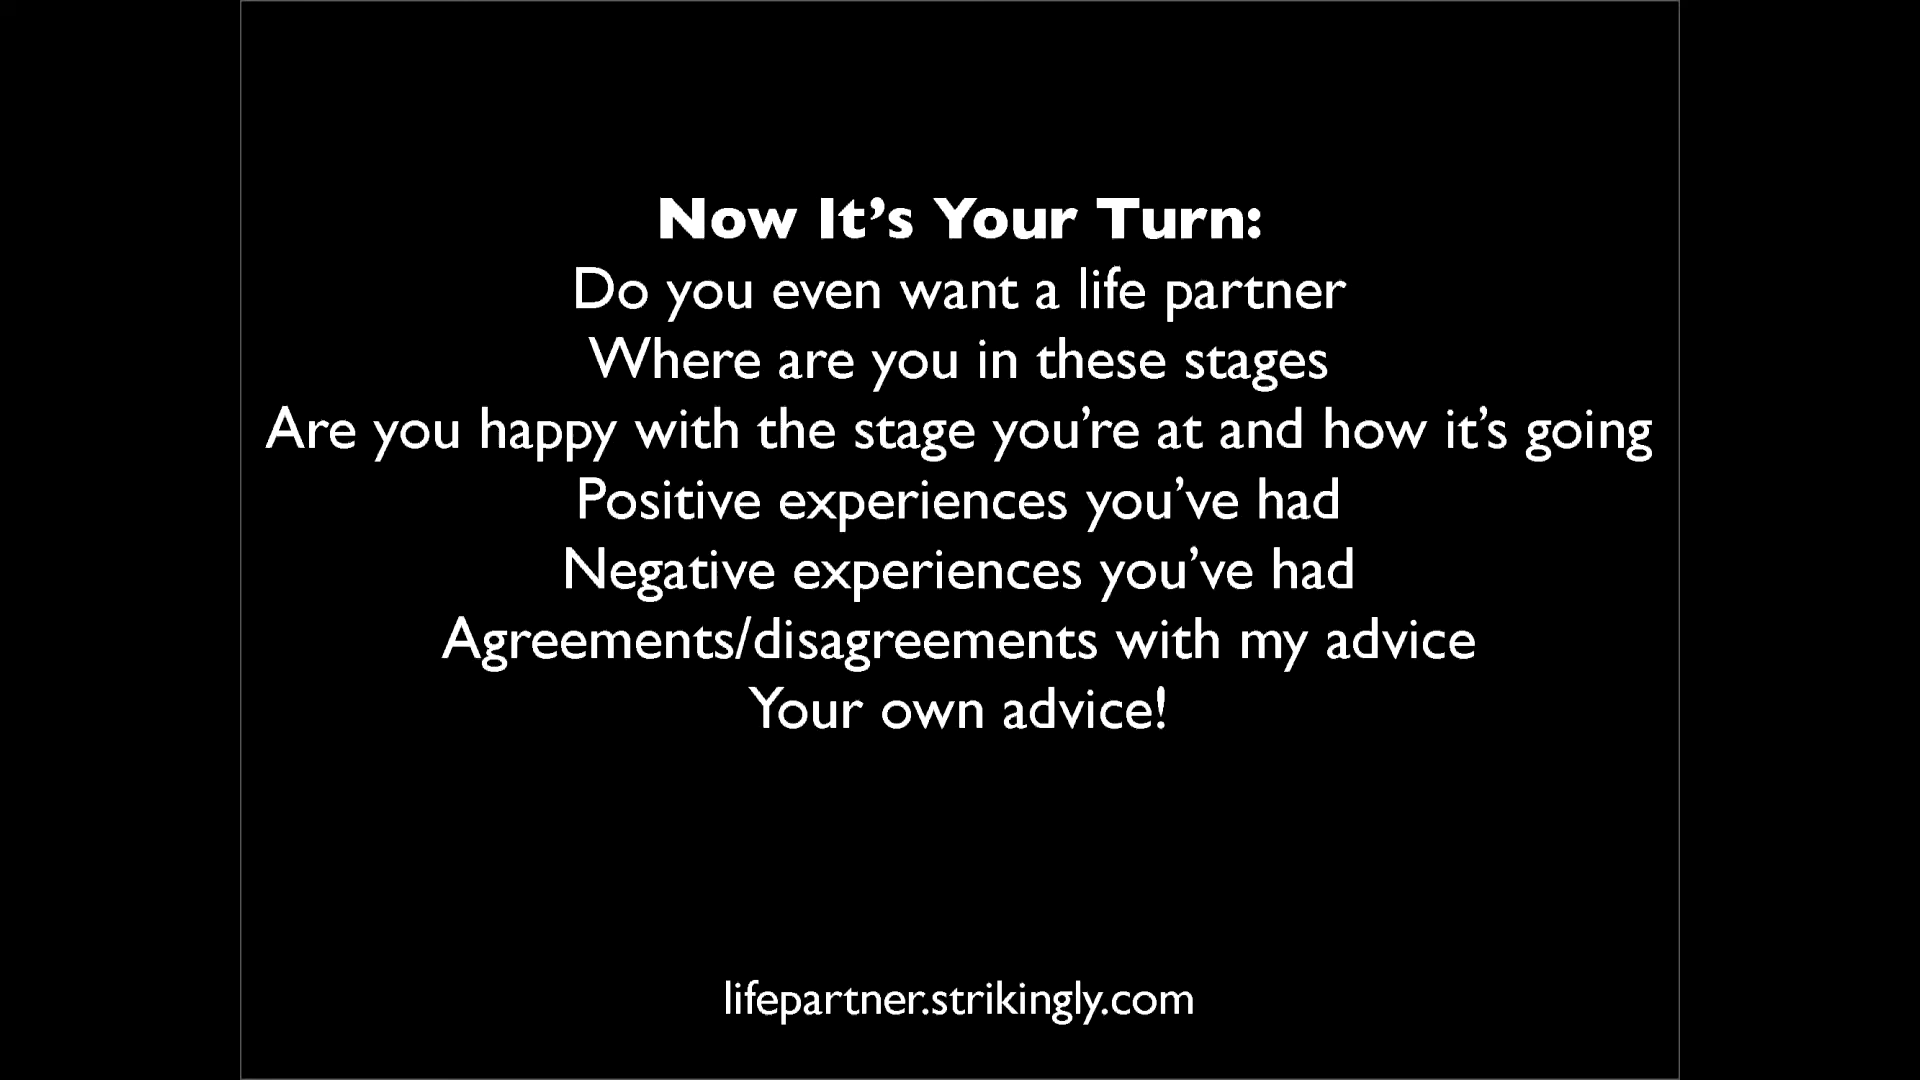 Now It’s Your Turn:
Do you even want a life partner
Where are you in these stages
Are you happy with the stage you’re at and how it’s going
Positive experiences you’ve had
Negative experiences you’ve had
Agreements/disagreements with my advice
Your own advice!
lifepartner.strikingly.com